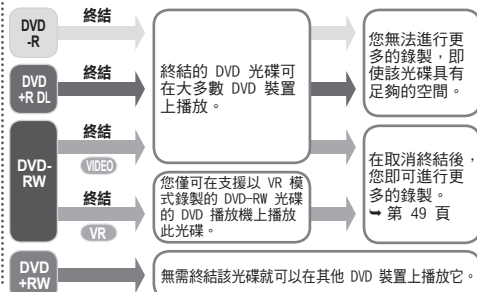 DVD
-R
終結
DVD
+R DL
終結
終結的 DVD 光碟可
在大多數 DVD 裝置
上播放。
您無法進行更
多的錄製，即
使該光碟具有
足夠的空間。
DVD-
RW
終結
VIDEO
終結
VR
您僅可在支援以 VR 模
式錄製的 DVD-RW 光碟
的 DVD 播放機上播放
此光碟。
在取消終結後，
您即可進行更
多的錄製。
➥ 第 49 頁
DVD
+RW
無需終結該光碟就可以在其他 DVD 裝置上播放它。